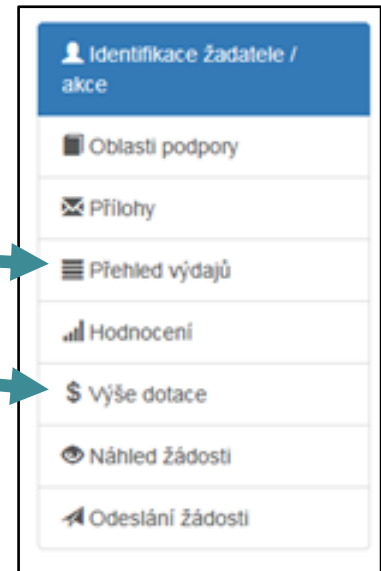 Identifikace žadatele /
akce
Oblasti podpory
Přílohy
Přehled výdajů
Hodnocení
$ Výše dotace
Náhled žádosti
Odeslání žádosti